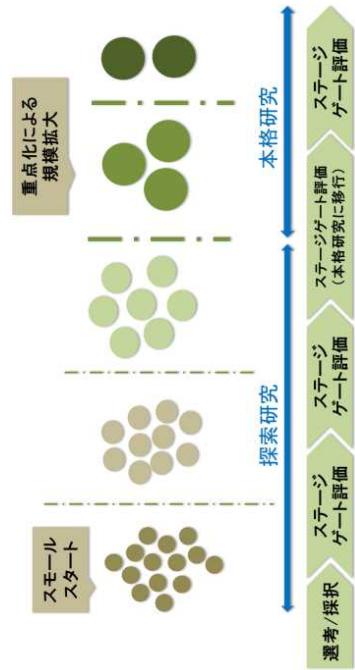 スモール
スタート
重点化による
規模拡大
探索研究
本格研究
選考/採択
ステージ
ゲート評価
ステージ
ゲート評価
ステージゲート評価
(本格研究に移行)
ステージ
ゲート評価